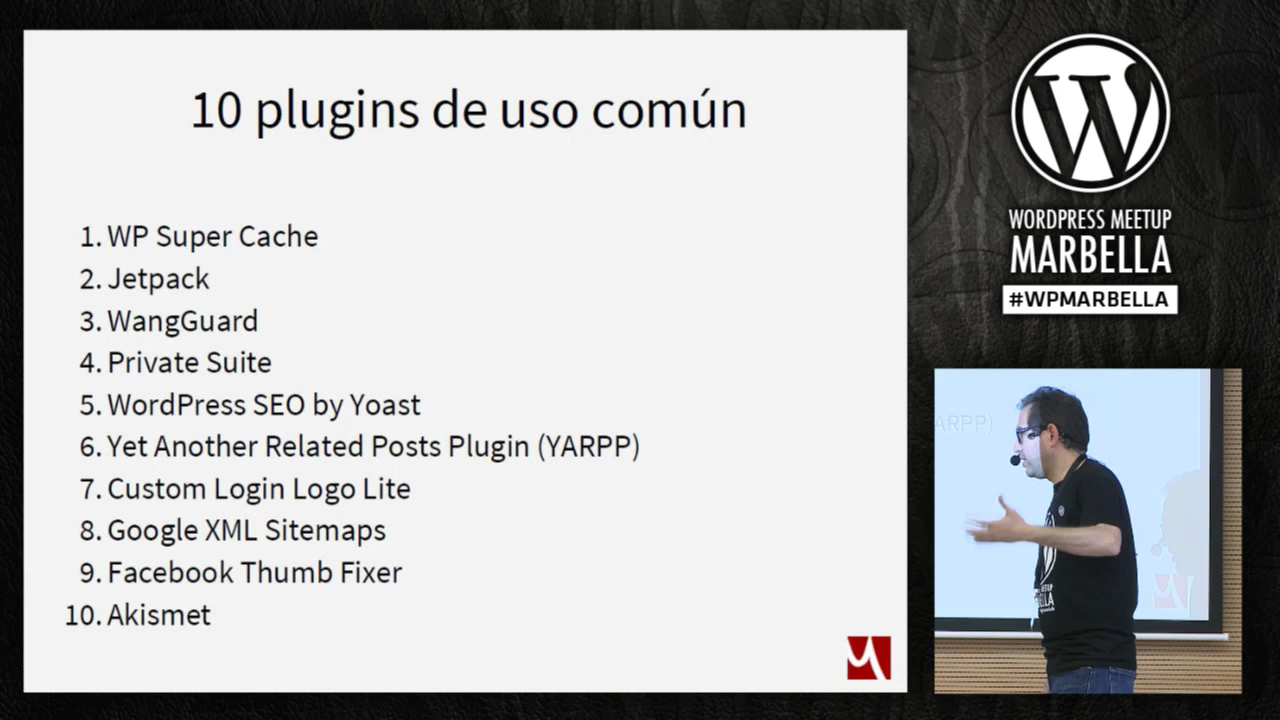 10 plugins de uso común
1. WP Super Cache
2. Jetpack
3. WangGuard
4. Private Suite
5. WordPress SEO by Yoast
6. Yet Another Related Posts Plugin (YARPP)
7. Custom Login Logo Lite
8. Google XML Sitemaps
9. Facebook Thumb Fixer
10. Akismet
WORDPRESS MEETUP
MARBELLA
#WPMARBELLA
ARPP)